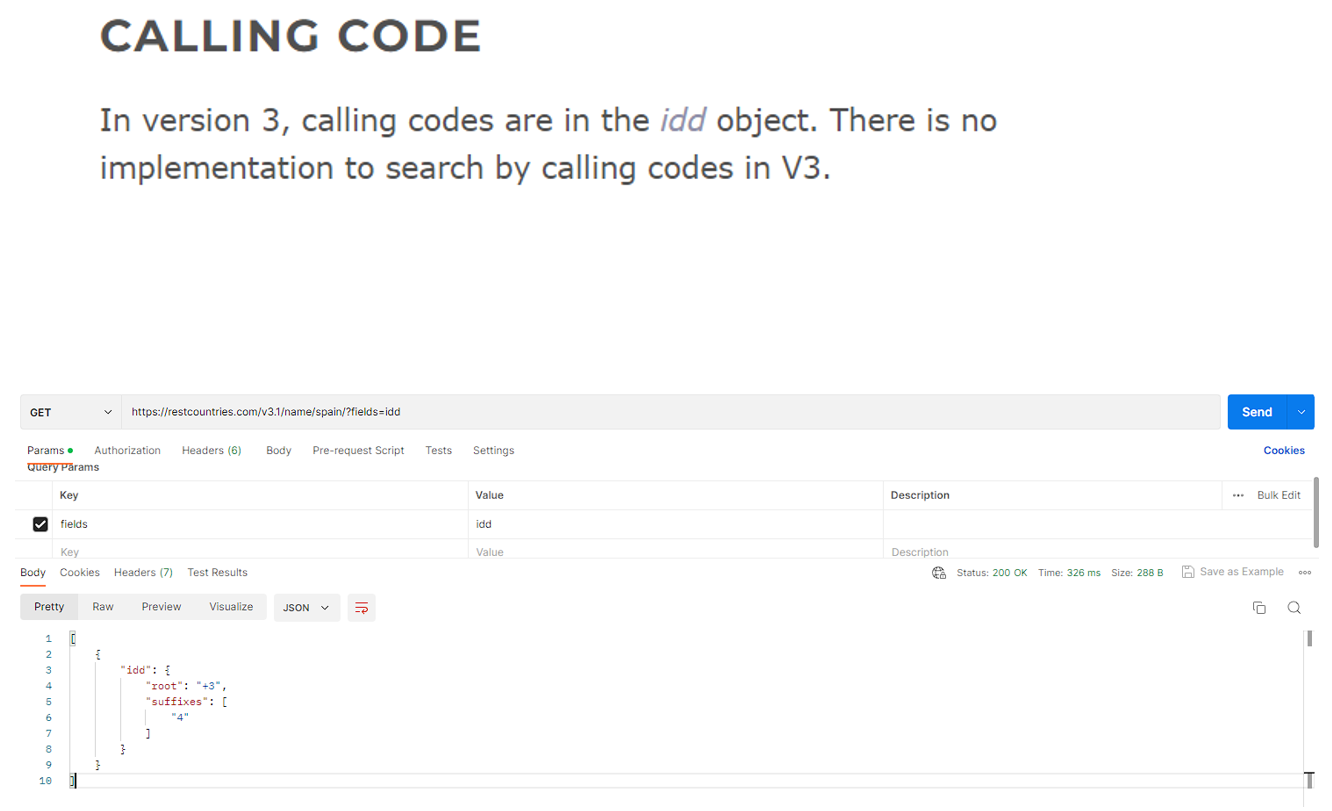 CALLING CODE
In version 3, calling codes are in the idd object. There is no
implementation to search by calling codes in V3.
GET https://restcountries.com/v3.1/name/spain/?fields=idd Send
Params Authorization Headers (6) Body Pre-request Script Tests Settings Cookies
Query Params
Key Value Description ••• Bulk Edit
fields idd
Key Value Description
Body Cookies Headers (7) Test Results Status: 200 OK Time: 326 ms Size: 288 B Save as Example
Pretty Raw Preview Visualize JSON
1 [
2 {
3 "idd": {
4 "root": "+3",
5 "suffixes": [
6 "4"
7 ]
8 }
9 }
10 ]